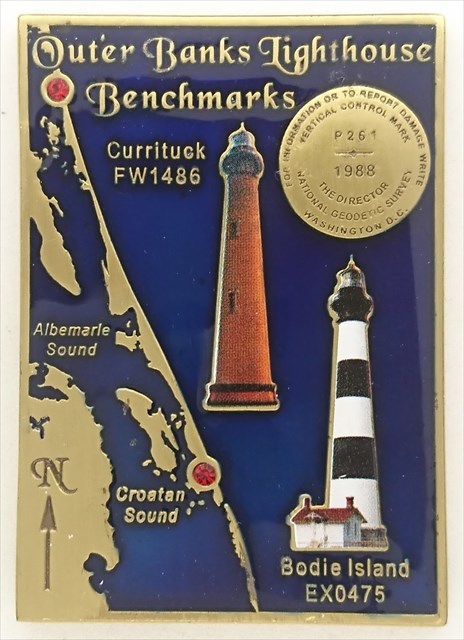 Outer Banks Lighthouse
Benchmarks
Currituck
FW1486
FOR INFORMATION OR TO REPORT DAMAGE WRITE
VERTICAL CONTROL MARK
P261
1988
THE DIRECTOR
NATIONAL GEODETIC SURVEY
WASHINGTON D.C.
Albemarle
Sound
N
Croatan
Sound
Bodie Island
EX0475